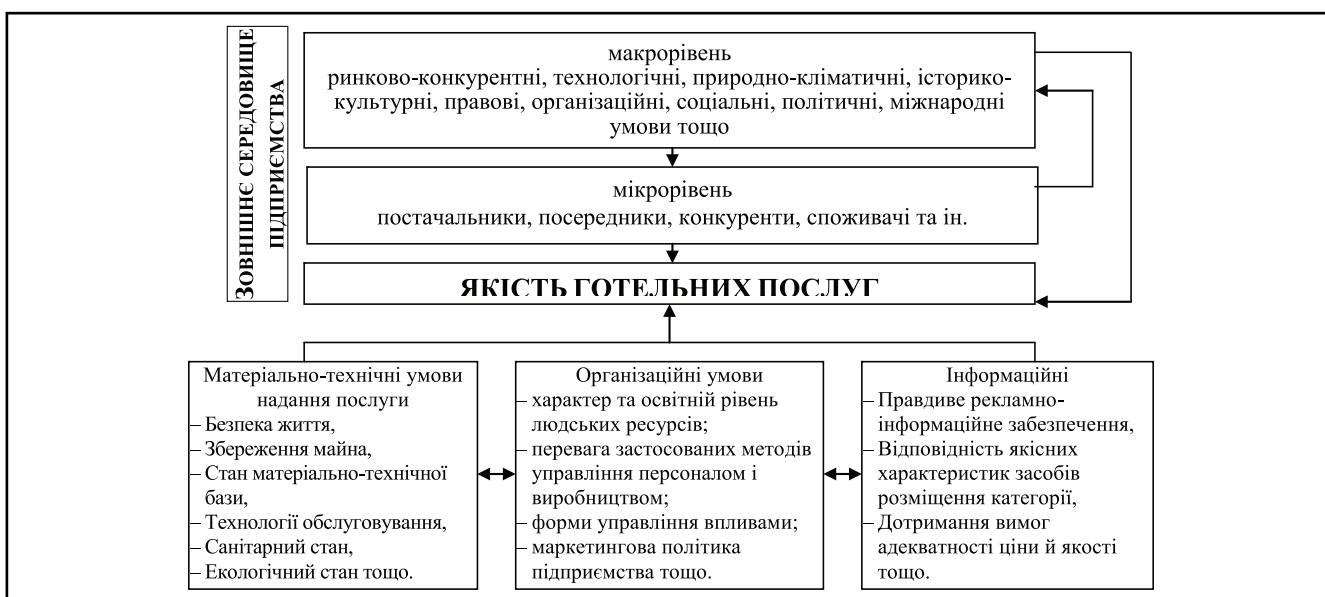 ЗОВНІШНЄ СЕРЕДОВИЩЕ
ПІДПРИЄМСТВА
макрорівень
ринково-конкурентні, технологічні, природно-кліматичні, історико-
культурні, правові, організаційні, соціальні, політичні, міжнародні
умови тощо
мікрорівень
постачальники, посередники, конкуренти, споживачі та ін.
ЯКІСТЬ ГОТЕЛЬНИХ ПОСЛУГ
Матеріально-технічні умови
надання послуги
– Безпека життя,
– Збереження майна,
– Стан матеріально-технічної
бази,
– Технології обслуговування,
– Санітарний стан,
– Екологічний стан тощо.
Організаційні умови
– характер та освітній рівень
людських ресурсів;
– перевага застосованих методів
управління персоналом і
виробництвом;
– форми управління впливами;
– маркетингова політика
підприємства тощо.
Інформаційні
– Правдиве рекламно-
інформаційне забезпечення,
– Відповідність якісних
характеристик засобів
розміщення категорії,
– Дотримання вимог
адекватності ціни й якості
тощо.